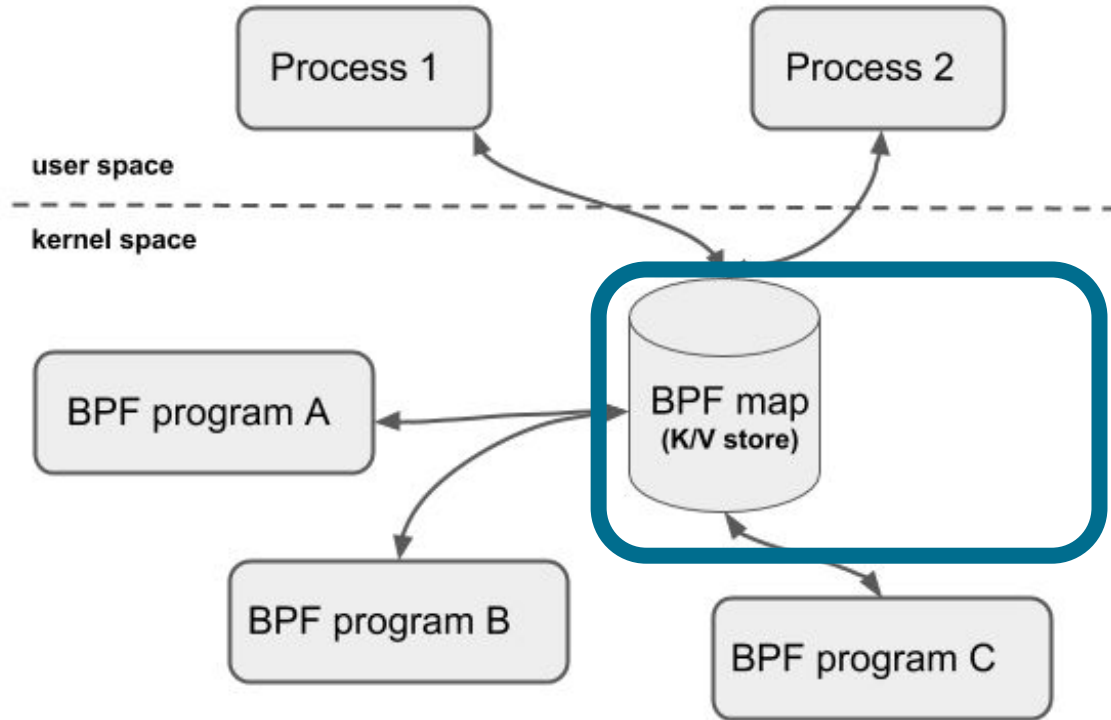 Process 1
Process 2
user space
kernel space
BPF map
(K/V store)
BPF program A
BPF program B
BPF program C